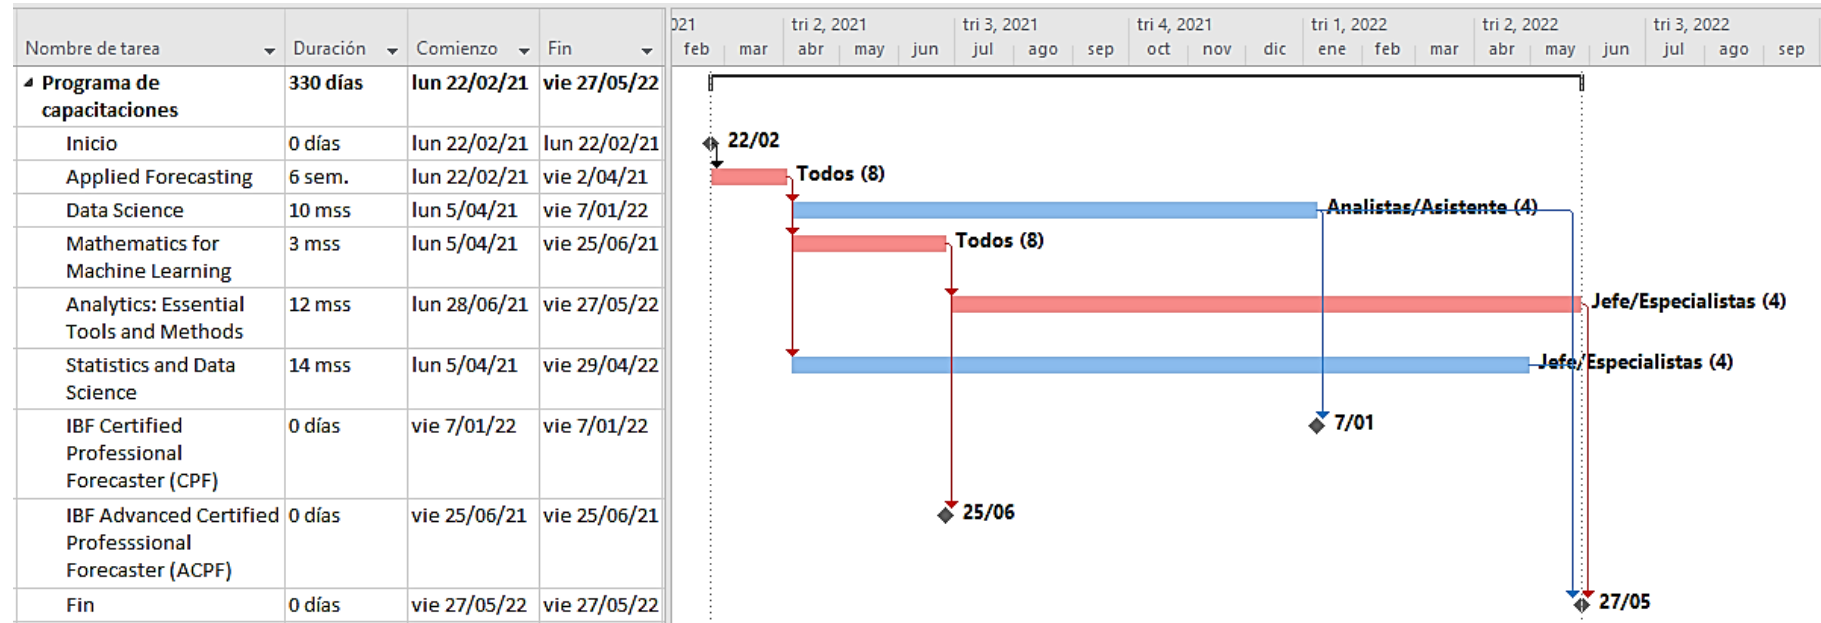 021 tri 2, 2021 tri 3, 2021 tri 4, 2021 tri 1, 2022 tri 2, 2022 tri 3, 2022
Nombre de tarea Duración Comienzo Fin feb mar abr may jun jul ago sep oct nov dic ene feb mar abr may jun jul ago sep
Programa de 330 días lun 22/02/21 vie 27/05/22
capacitaciones
Inicio 0 días lun 22/02/21 lun 22/02/21 22/02
Applied Forecasting 6 sem. lun 22/02/21 vie 2/04/21 Todos (8)
Data Science 10 mss lun 5/04/21 vie 7/01/22 Analistas/Asistente (4)
Mathematics for 3 mss lun 5/04/21 vie 25/06/21 Todos (8)
Machine Learning
Analytics: Essential 12 mss lun 28/06/21 vie 27/05/22 Jefe/Especialistas (4)
Tools and Methods
Statistics and Data 14 mss lun 5/04/21 vie 29/04/22 Jefe/Especialistas (4)
Science
IBF Certified 0 días vie 7/01/22 vie 7/01/22 7/01
Professional
Forecaster (CPF)
IBF Advanced Certified 0 días vie 25/06/21 vie 25/06/21 25/06
Professsional
Forecaster (ACPF)
Fin 0 días vie 27/05/22 vie 27/05/22 27/05